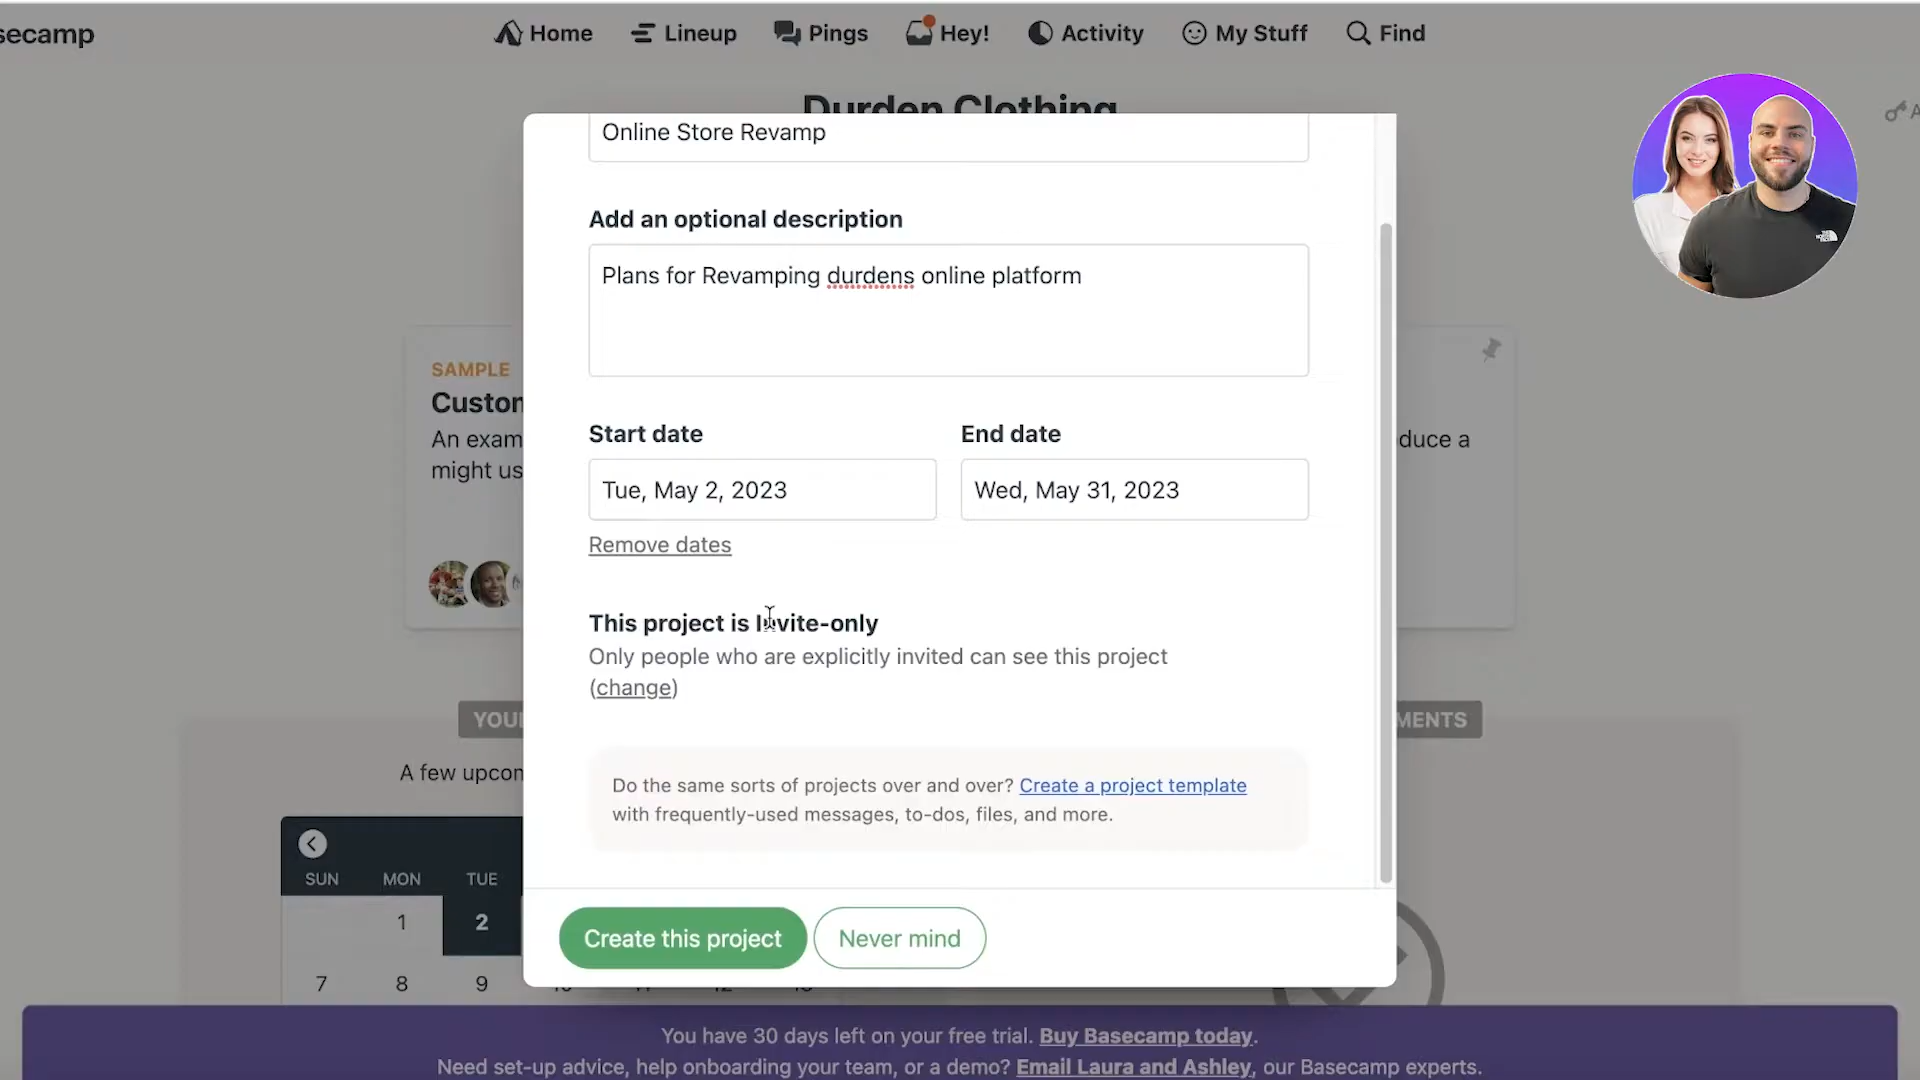 secamp
Home
Lineup
Pings
Hey!
Activity
My Stuff
Find
Durden Clothing
A
Online Store Revamp
Add an optional description
Plans for Revamping durdens online platform
SAMPLE
Custom
An exam
might us
duce a
Start date
End date
Tue, May 2, 2023
Wed, May 31, 2023
Remove dates
This project is Invite-only
Only people who are explicitly invited can see this project
(change)
YOUR
MENTS
A few upcom
Do the same sorts of projects over and over? Create a project template
with frequently-used messages, to-dos, files, and more.
SUN MON TUE
1 2
7 8 9
Create this project
Never mind
You have 30 days left on your free trial. Buy Basecamp today.
Need set-up advice, help onboarding your team, or a demo? Email Laura and Ashley, our Basecamp experts.